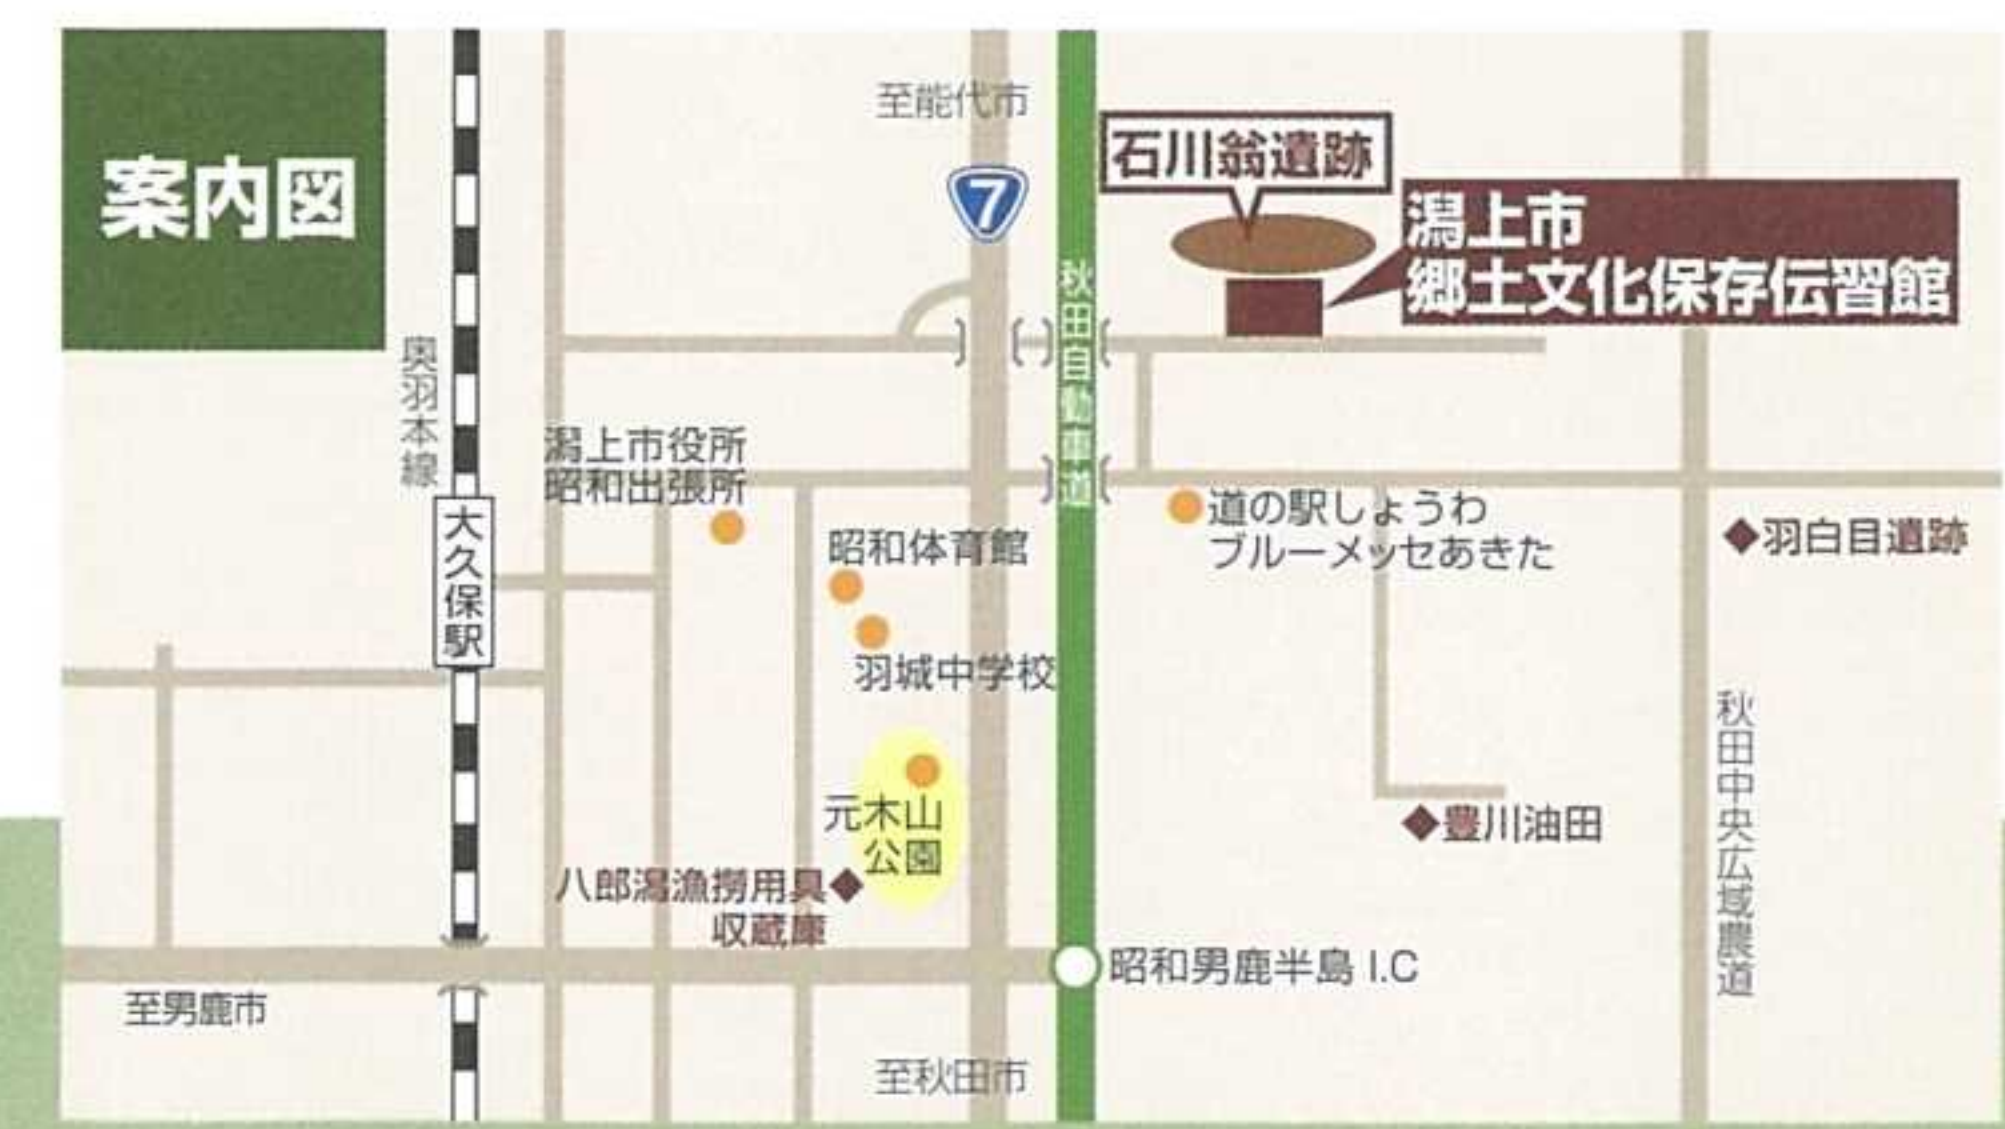 案内図
至能代市
7
石川翁遺跡
潟上市
郷土文化保存伝習館
秋田自動車道
奥羽本線
潟上市役所
昭和出張所
大久保駅
昭和体育館
羽城中学校
道の駅しょうわ
ブルーメッセあきた
◆羽白目遺跡
元木山
公園
八郎潟漁撈用具◆
収蔵庫
◆豊川油田
秋田中央広域農道
昭和男鹿半島 I.C
至男鹿市
至秋田市